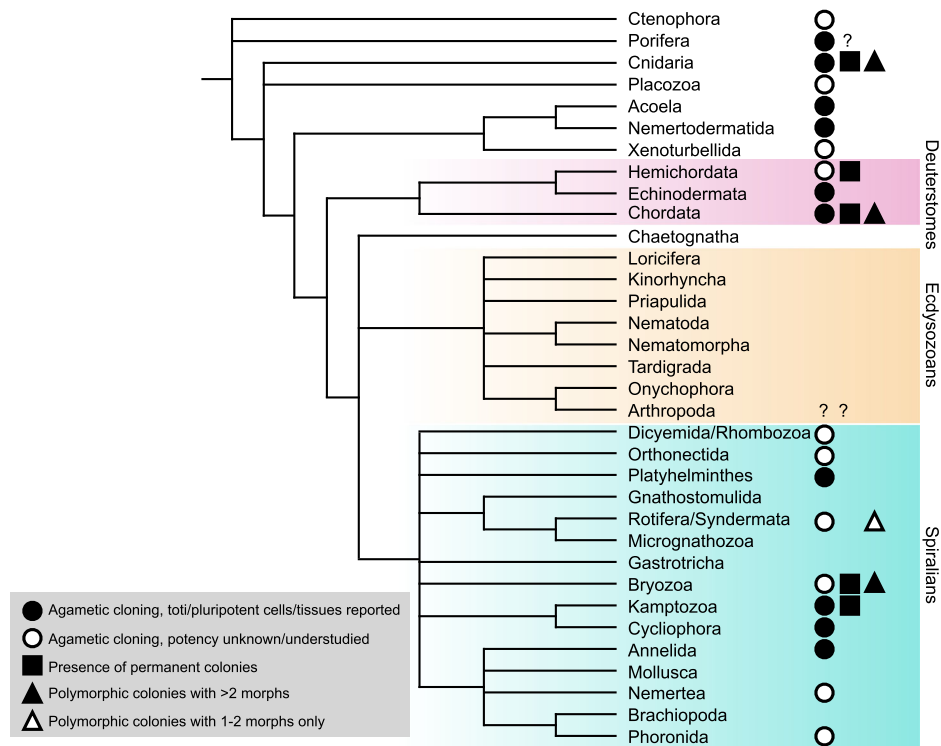 Ctenophora
Porifera ?
Cnidaria
Placozoa
Acoela
Nemertodermatida
Xenoturbellida
Hemichordata
Echinodermata
Chordata
Chaetognatha
Loricifera
Kinorhyncha
Priapulida
Nematoda
Nematomorpha
Tardigrada
Onychophora
Arthropoda ? ?
Dicyemida/Rhombozoa
Orthonectida
Platyhelminthes
Gnathostomulida
Rotifera/Syndermata
Micrognathozoa
Gastrotricha
Bryozoa
Kamptozoa
Cycliophora
Annelida
Mollusca
Nemertea
Brachiopoda
Phoronida
Deuterstomes
Ecdysozoans
Spiralians
Agametic cloning, toti/pluripotent cells/tissues reported
Agametic cloning, potency unknown/understudied
Presence of permanent colonies
Polymorphic colonies with >2 morphs
Polymorphic colonies with 1-2 morphs only